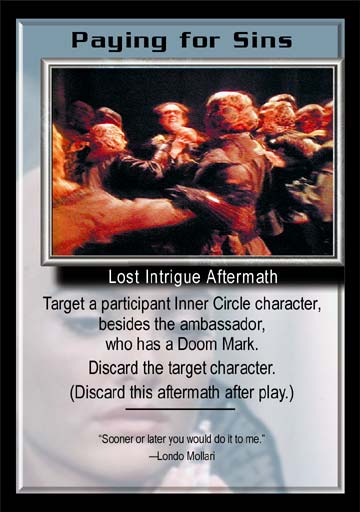 Paying for Sins
Lost Intrigue Aftermath
Target a participant Inner Circle character,
besides the ambassador,
who has a Doom Mark.
Discard the target character.
(Discard this aftermath after play.)
“Sooner or later you would do it to me.”
—Londo Mollari